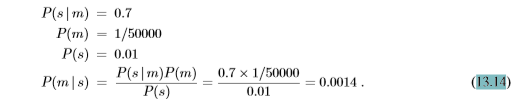 P(s | m) = 0.7
P(m) = 1/50000
P(s) = 0.01
P(m | s) = P(s | m)P(m) / P(s) = 0.7 × 1/50000 / 0.01 = 0.0014 . (13.14)